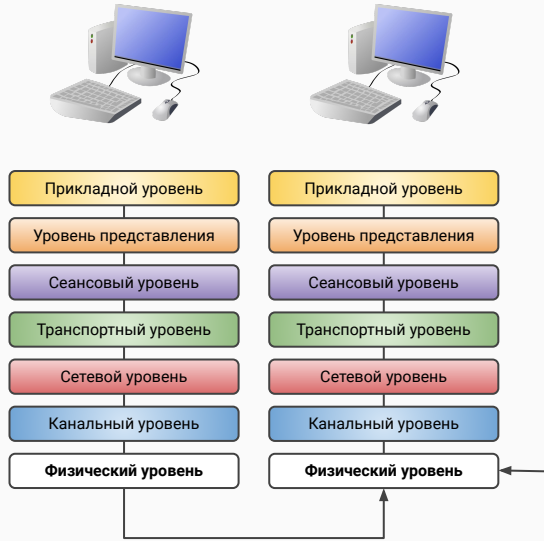 Прикладной уровень
Прикладной уровень
Уровень представления
Уровень представления
Сеансовый уровень
Сеансовый уровень
Транспортный уровень
Транспортный уровень
Сетевой уровень
Сетевой уровень
Канальный уровень
Канальный уровень
Физический уровень
Физический уровень